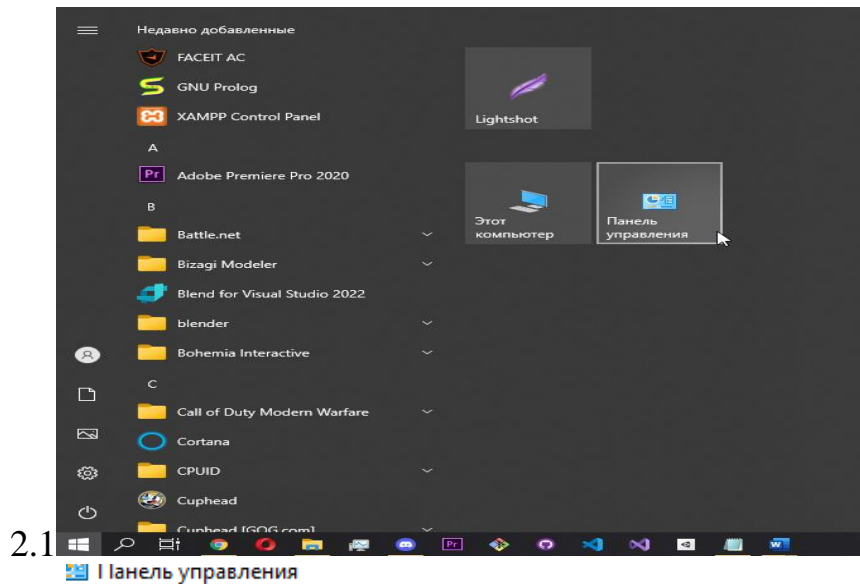 Недавно добавленные
FACEIT AC
GNU Prolog
XAMPP Control Panel
A
Adobe Premiere Pro 2020
B
Battle.net
Bizagi Modeler
Blend for Visual Studio 2022
blender
Bohemia Interactive
C
Call of Duty Modern Warfare
Cortana
CPUID
Cuphead
Cuphead [GOG.com]
Lightshot
Этот
компьютер
Панель
управления
2.1
Панель управления